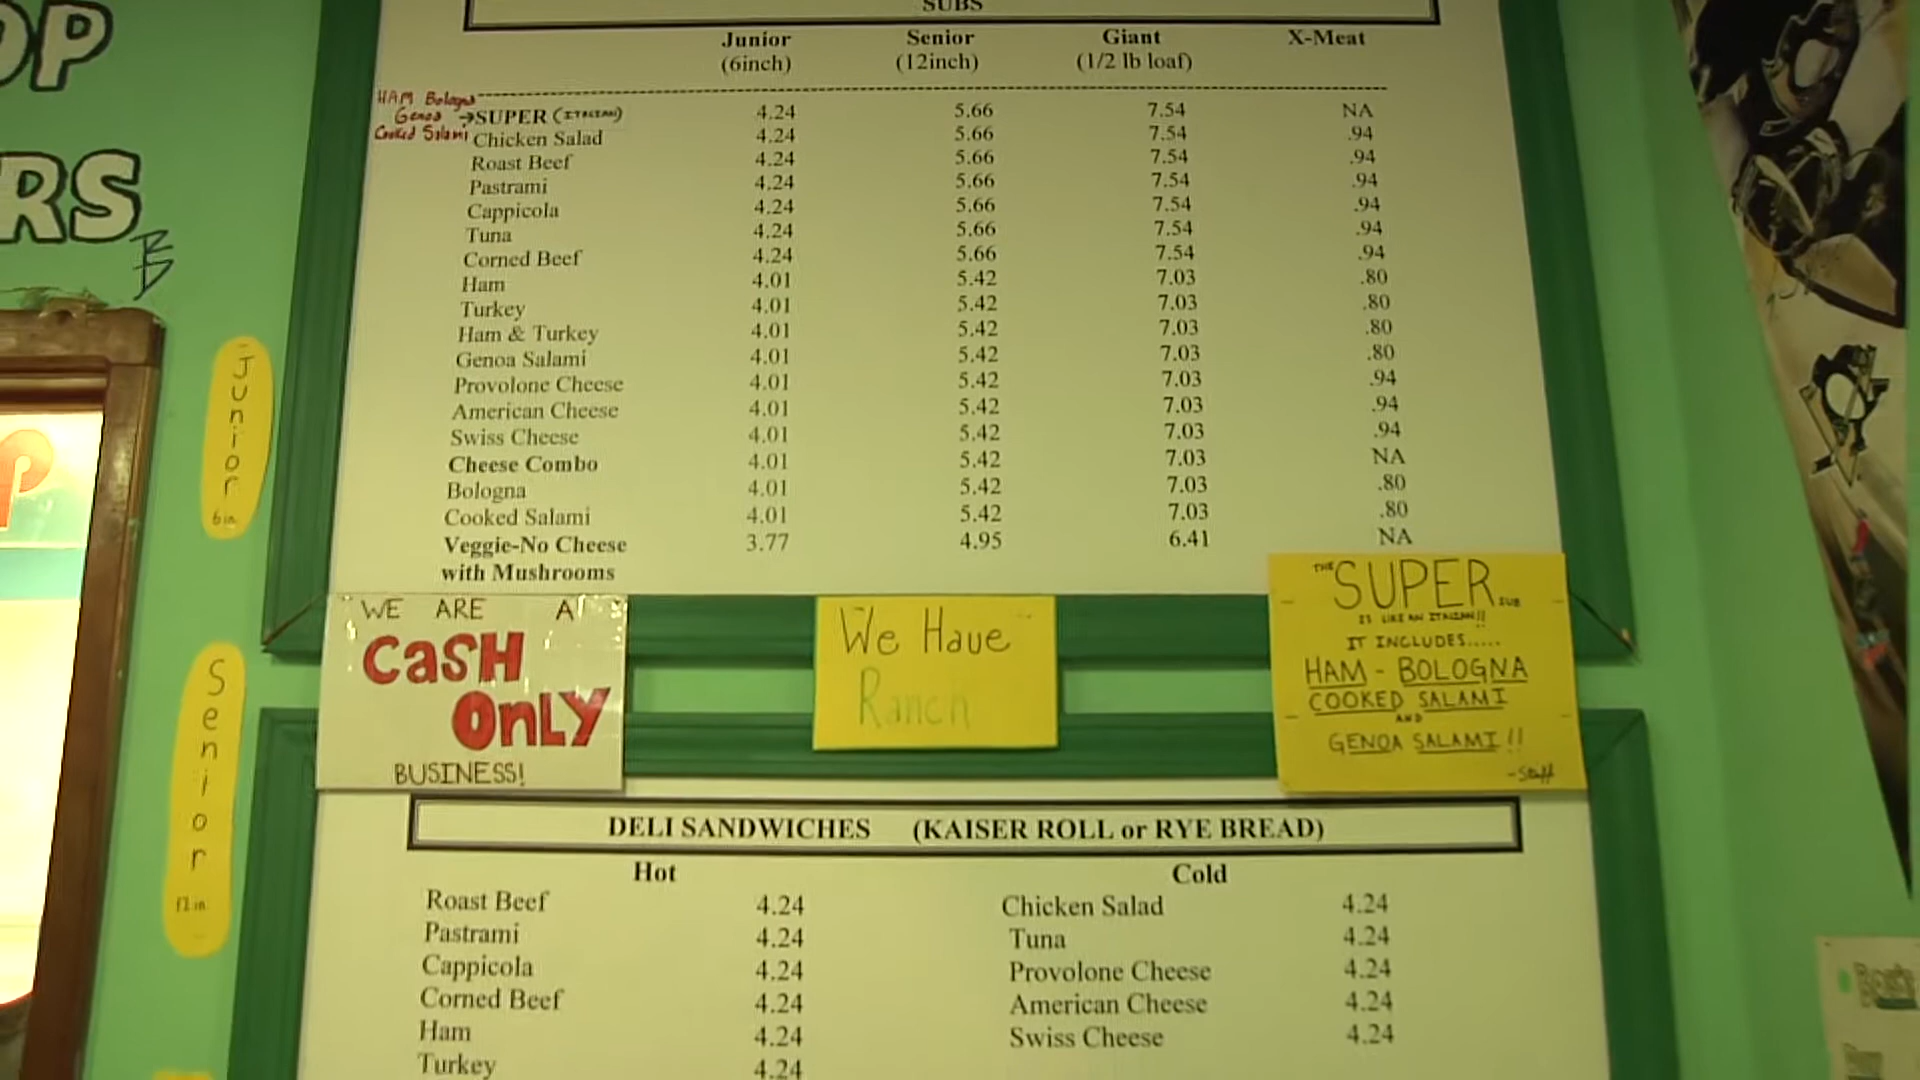 OP
RS
SUBS
Junior Senior Giant X-Meat
(6inch) (12inch) (1/2 lb loaf)
HAM Bologna
Genoa →SUPER (ITALIAN) 4.24 5.66 7.54 NA
Cooked Salami Chicken Salad 4.24 5.66 7.54 .94
Roast Beef 4.24 5.66 7.54 .94
Pastrami 4.24 5.66 7.54 .94
Cappicola 4.24 5.66 7.54 .94
Tuna 4.24 5.66 7.54 .94
Corned Beef 4.24 5.66 7.54 .94
Ham 4.01 5.42 7.03 .80
Turkey 4.01 5.42 7.03 .80
Ham & Turkey 4.01 5.42 7.03 .80
Genoa Salami 4.01 5.42 7.03 .80
Provolone Cheese 4.01 5.42 7.03 .94
American Cheese 4.01 5.42 7.03 .94
Swiss Cheese 4.01 5.42 7.03 .94
Cheese Combo 4.01 5.42 7.03 NA
Bologna 4.01 5.42 7.03 .80
Cooked Salami 4.01 5.42 7.03 .80
Veggie-No Cheese 3.77 4.95 6.41 NA
with Mushrooms
Junior
6in
Senior
12in
WE ARE A
CASH
ONLY
BUSINESS!
We Have
Ranch
THE SUPER SUB
IS LIKE AN ITALIAN!!
IT INCLUDES.....
HAM - BOLOGNA
COOKED SALAMI
AND
GENOA SALAMI!!
-Staff
DELI SANDWICHES (KAISER ROLL or RYE BREAD)
Hot Cold
Roast Beef 4.24 Chicken Salad 4.24
Pastrami 4.24 Tuna 4.24
Cappicola 4.24 Provolone Cheese 4.24
Corned Beef 4.24 American Cheese 4.24
Ham 4.24 Swiss Cheese 4.24
Turkey 4.24